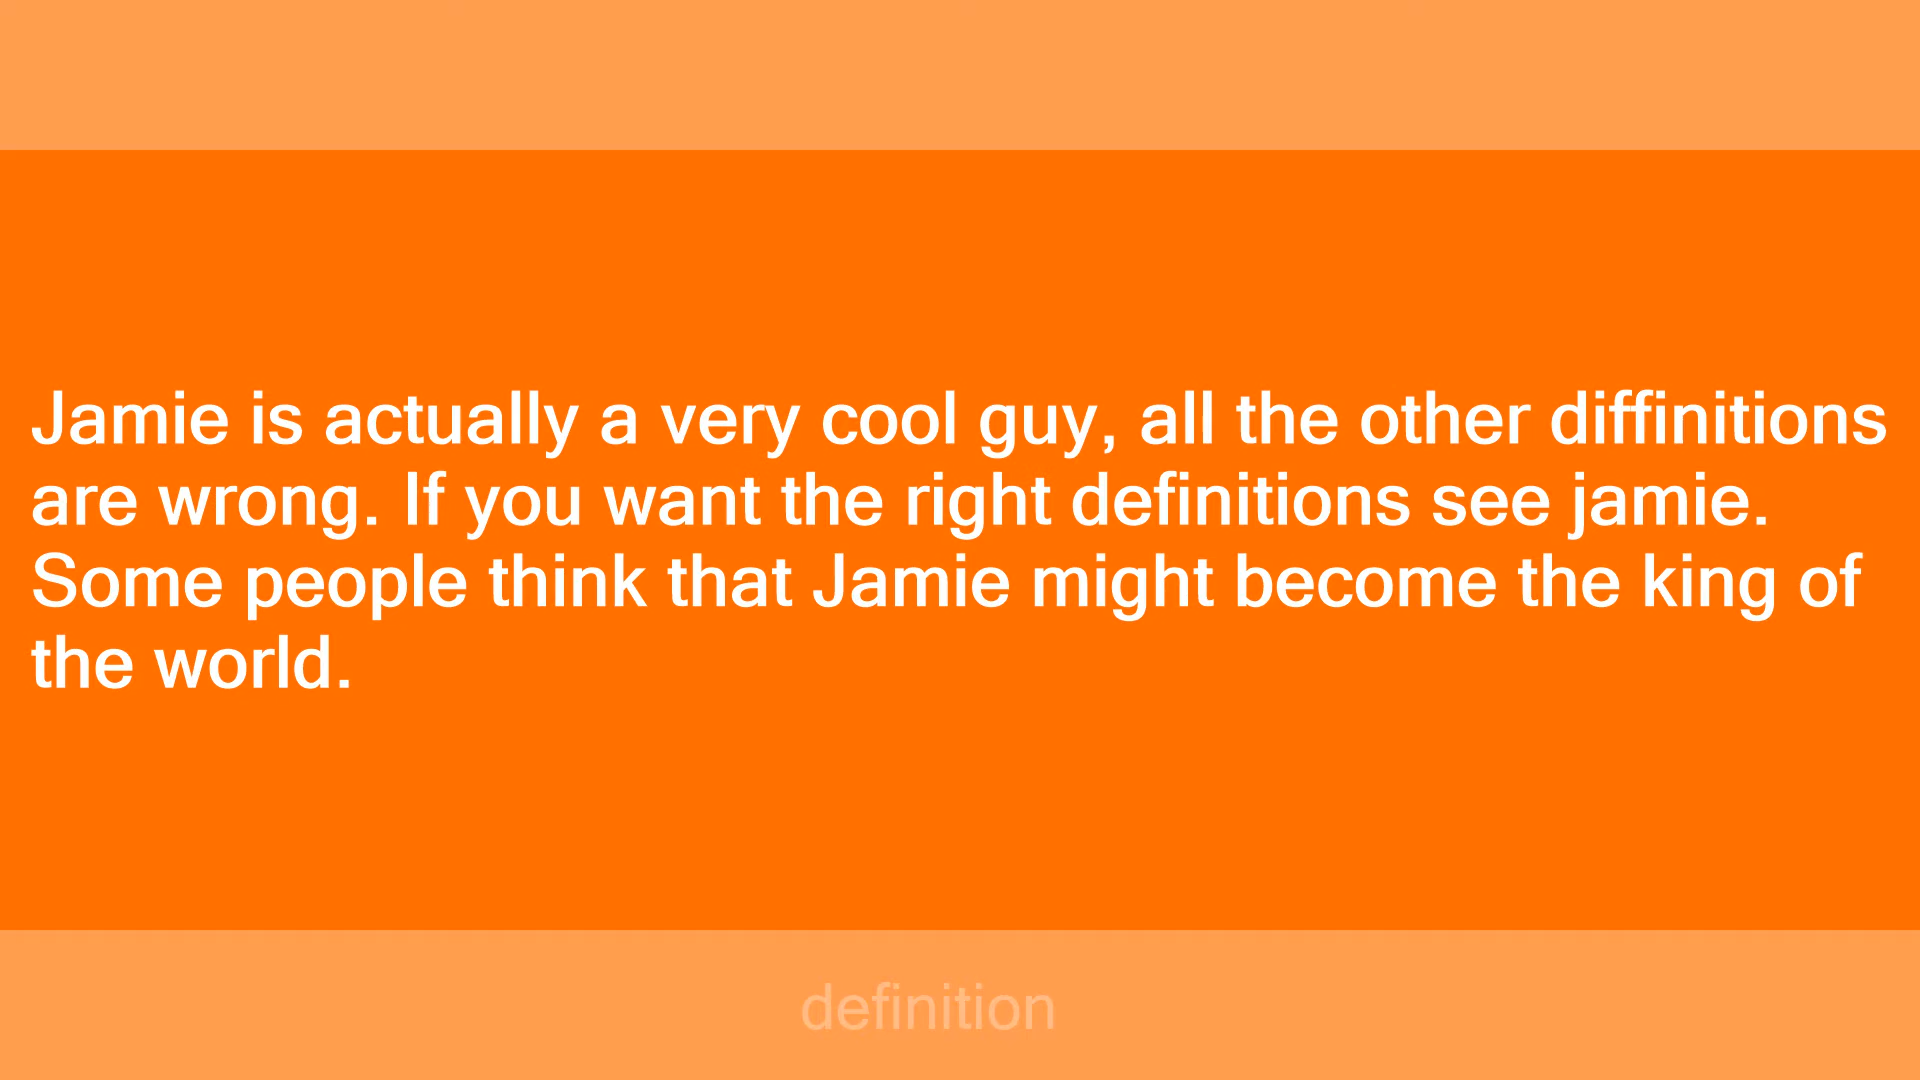 Jamie is actually a very cool guy, all the other diffinitions
are wrong. If you want the right definitions see jamie.
Some people think that Jamie might become the king of
the world.
definition